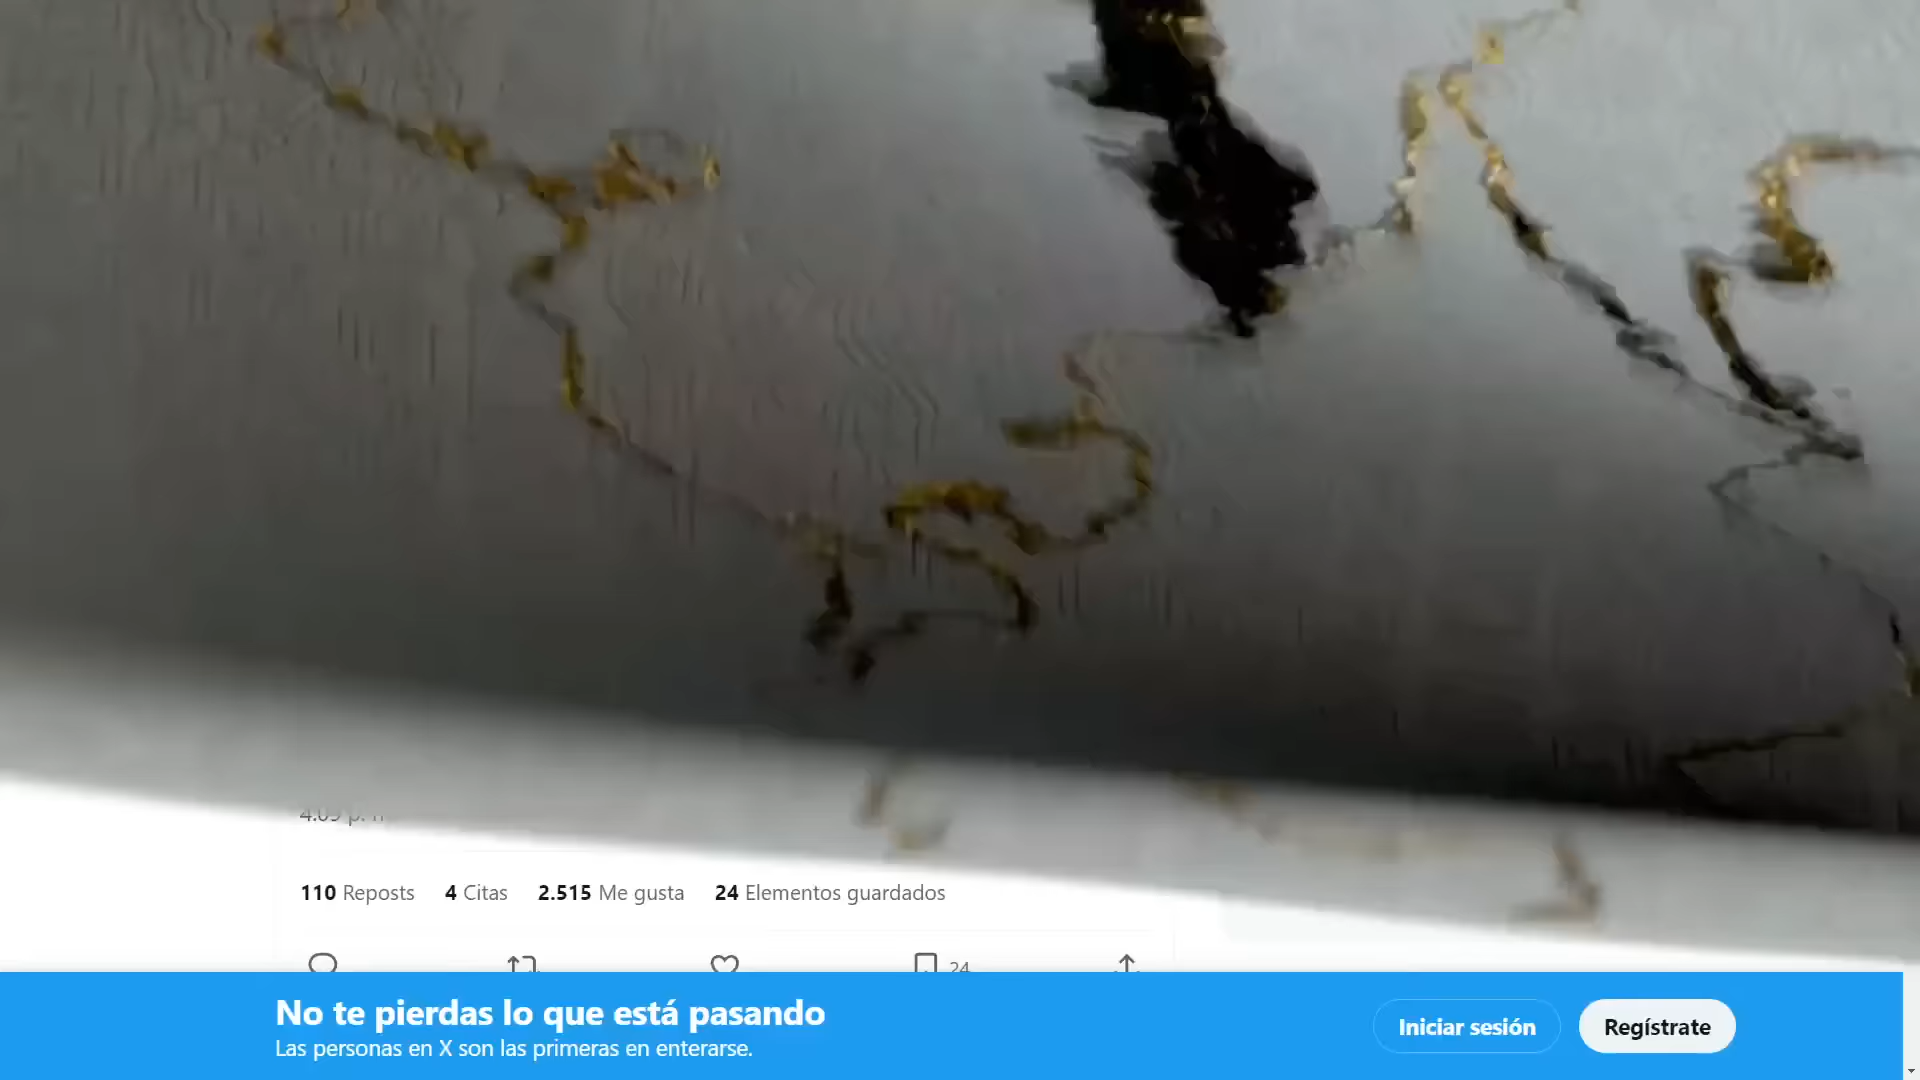 110 Reposts 4 Citas 2.515 Me gusta 24 Elementos guardados
24
No te pierdas lo que está pasando
Las personas en X son las primeras en enterarse.
Iniciar sesión
Regístrate